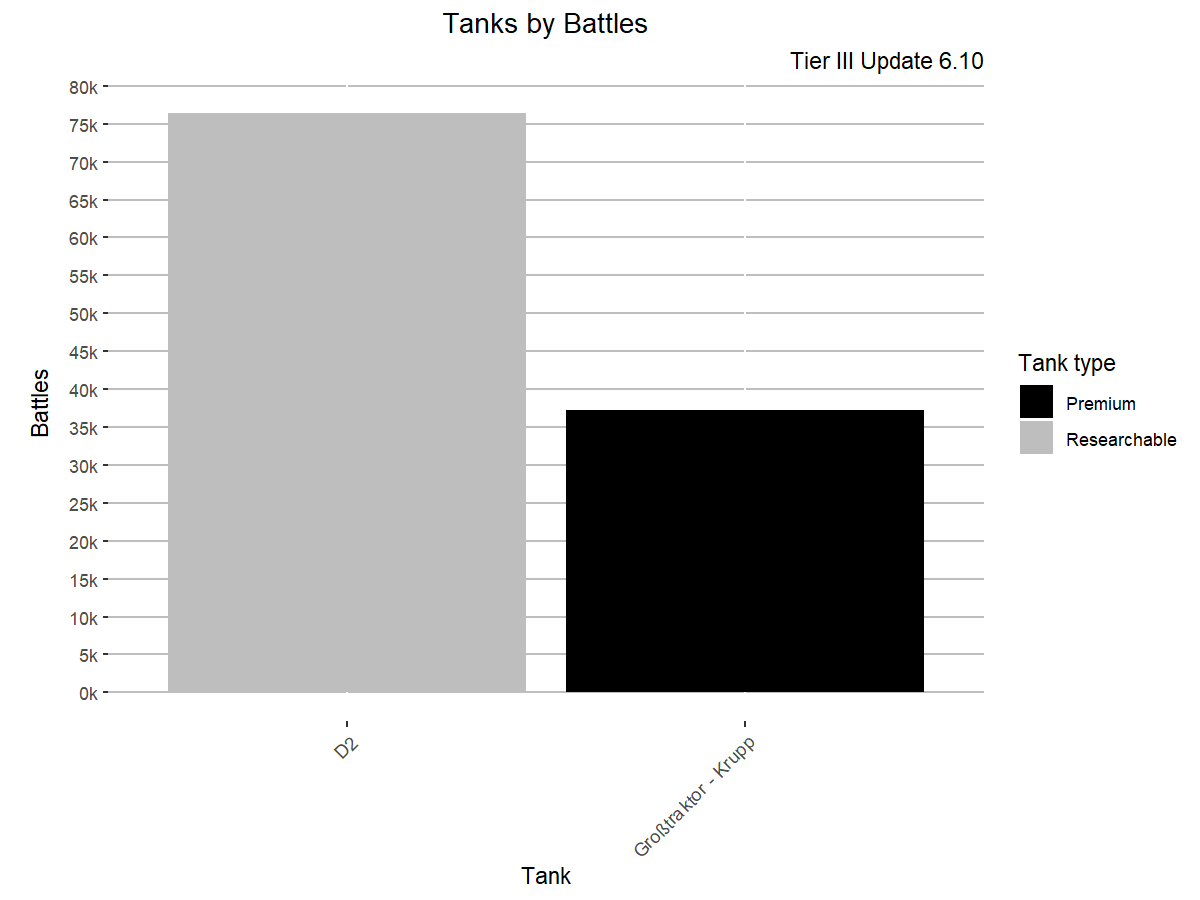 Tanks by Battles
Tier III Update 6.10
Battles
80k
75k
70k
65k
60k
55k
50k
45k
40k
35k
30k
25k
20k
15k
10k
5k
0k
D2
Großtraktor - Krupp
Tank
Tank type
Premium
Researchable